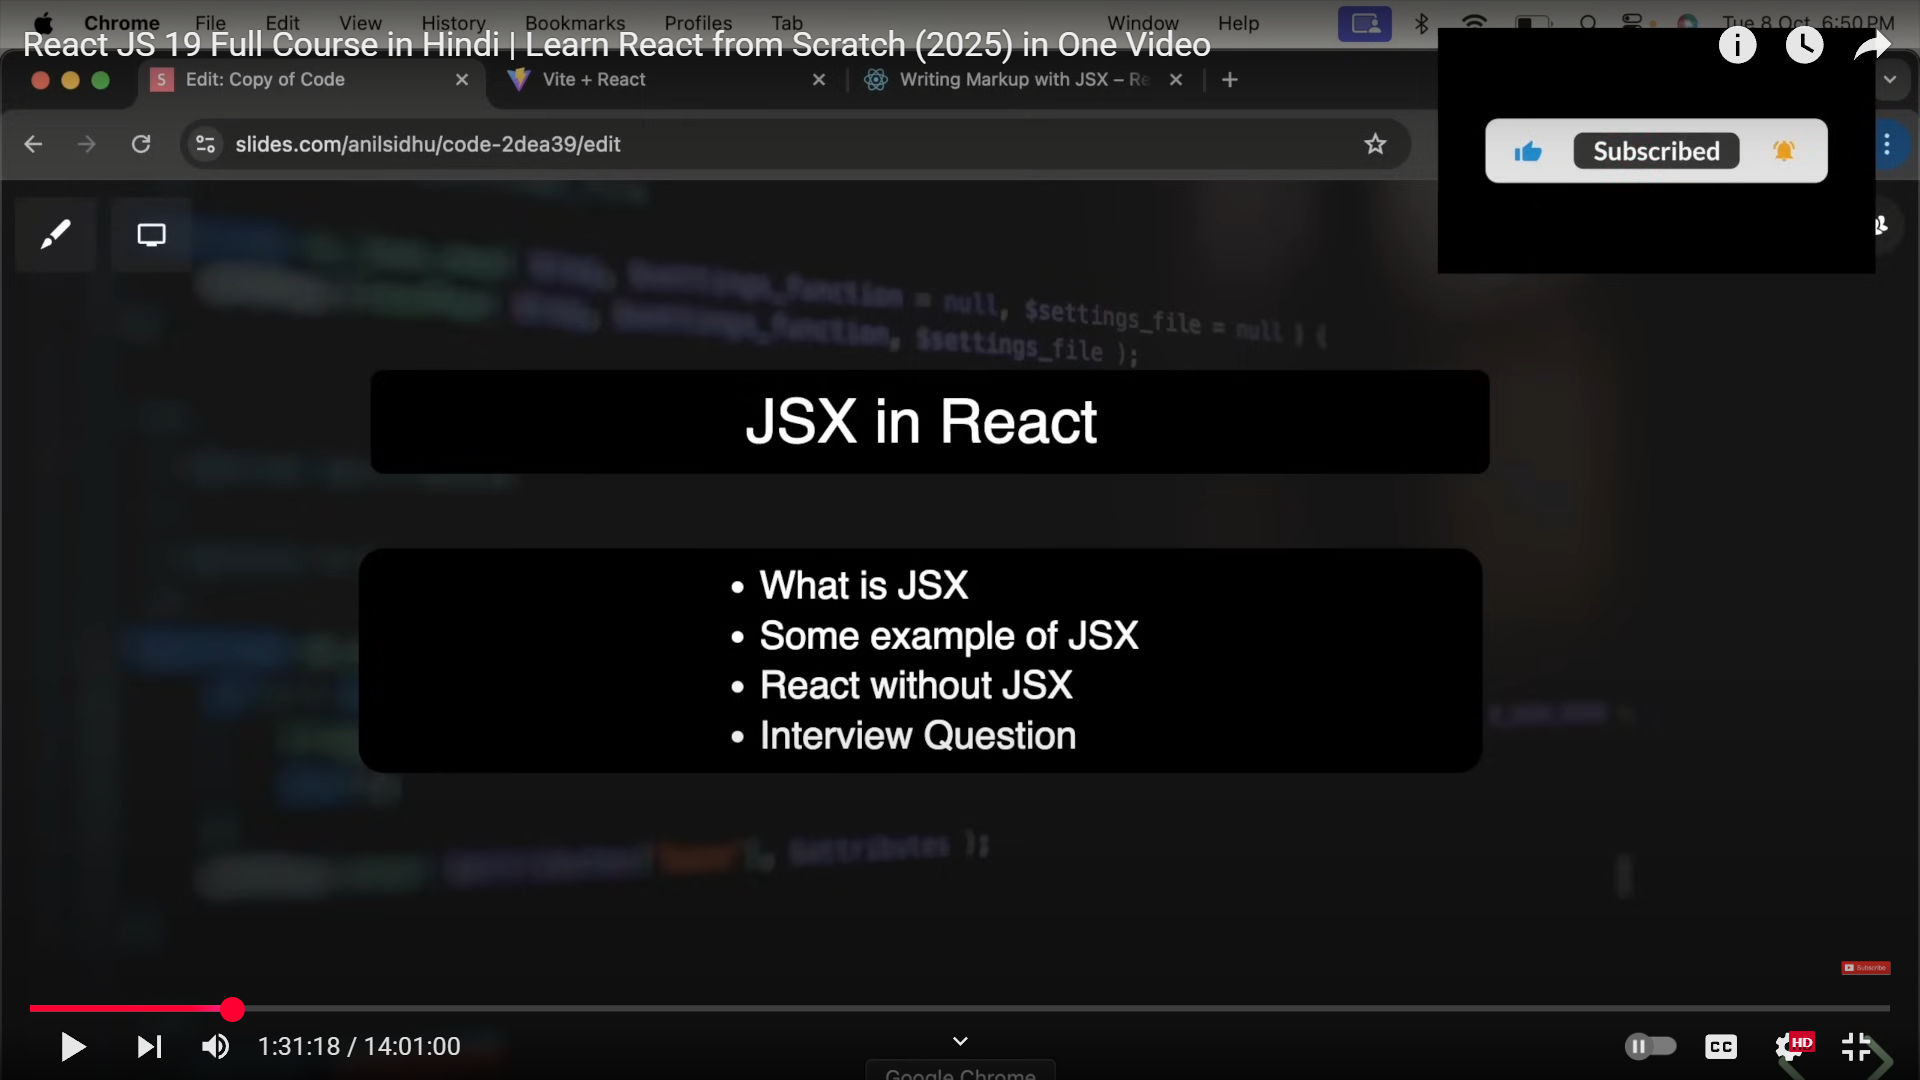 Chrome File Edit View History Bookmarks Profiles Tab Window Help Tue 8 Oct 6:50 PM
React JS 19 Full Course in Hindi | Learn React from Scratch (2025) in One Video
S Edit: Copy of Code Vite + React Writing Markup with JSX – Re
slides.com/anilsidhu/code-2dea39/edit
Subscribed
= null, $settings_file = null ) {
$settings_file );
JSX in React
• What is JSX
• Some example of JSX
• React without JSX
• Interview Question
$attributes );
Subscribe
1:31:18 / 14:01:00
CC HD
Google Chrome